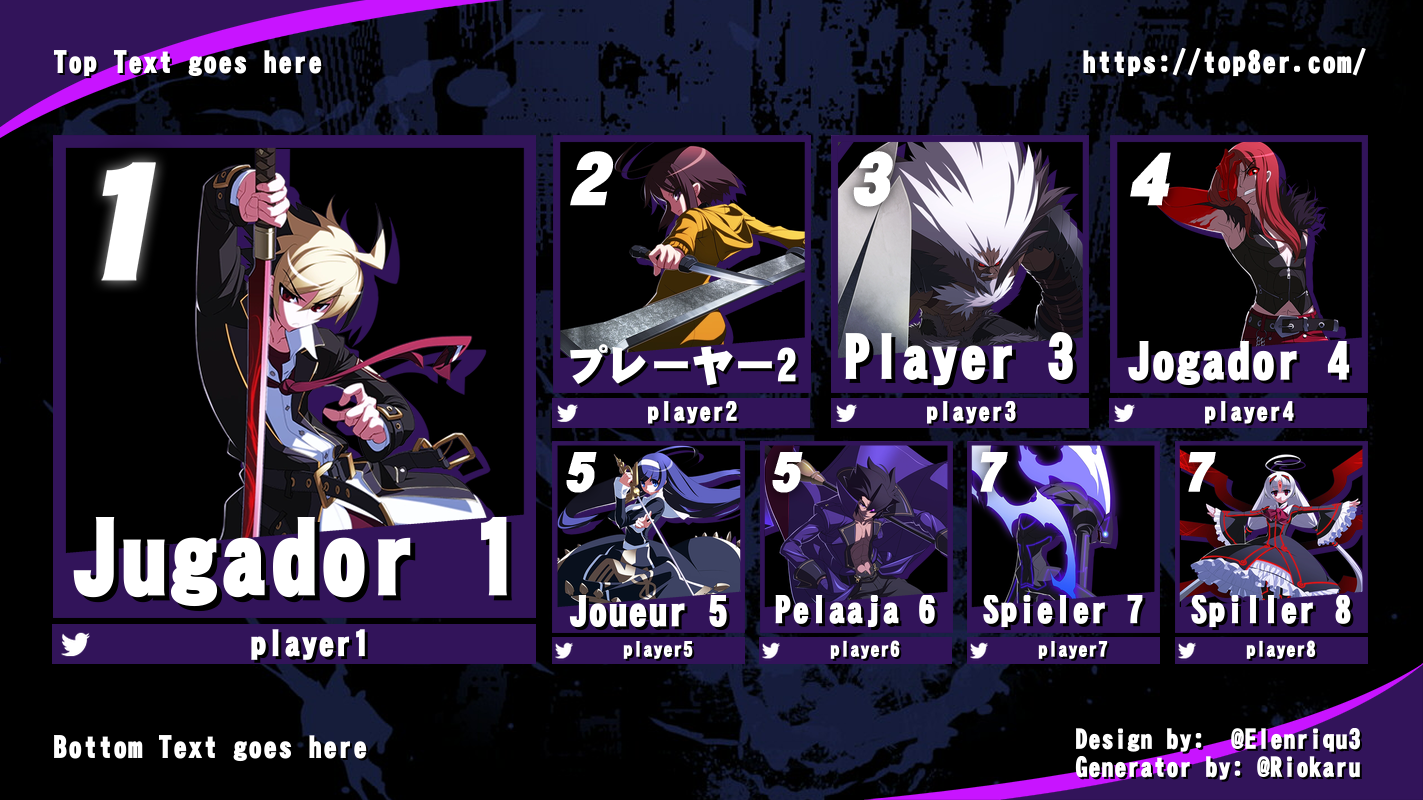 Top Text goes here
https://top8er.com/
1
Jugador 1
player1
2
プレーヤー2
player2
3
Player 3
player3
4
Jogador 4
player4
5
Joueur 5
player5
5
Pelaaja 6
player6
7
Spieler 7
player7
7
Spiller 8
player8
Bottom Text goes here
Design by: @Elenriqu3
Generator by: @Riokaru